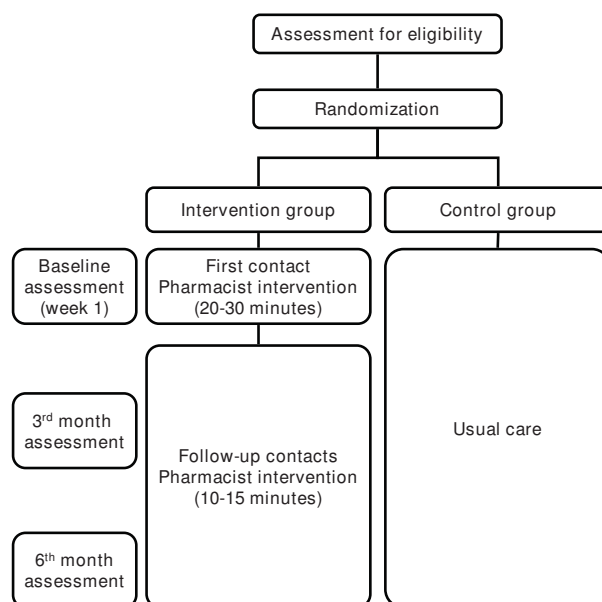 Assessment for eligibility
Randomization
Intervention group
Control group
Baseline
assessment
(week 1)
First contact
Pharmacist intervention
(20-30 minutes)
3rd month
assessment
Follow-up contacts
Pharmacist intervention
(10-15 minutes)
Usual care
6th month
assessment